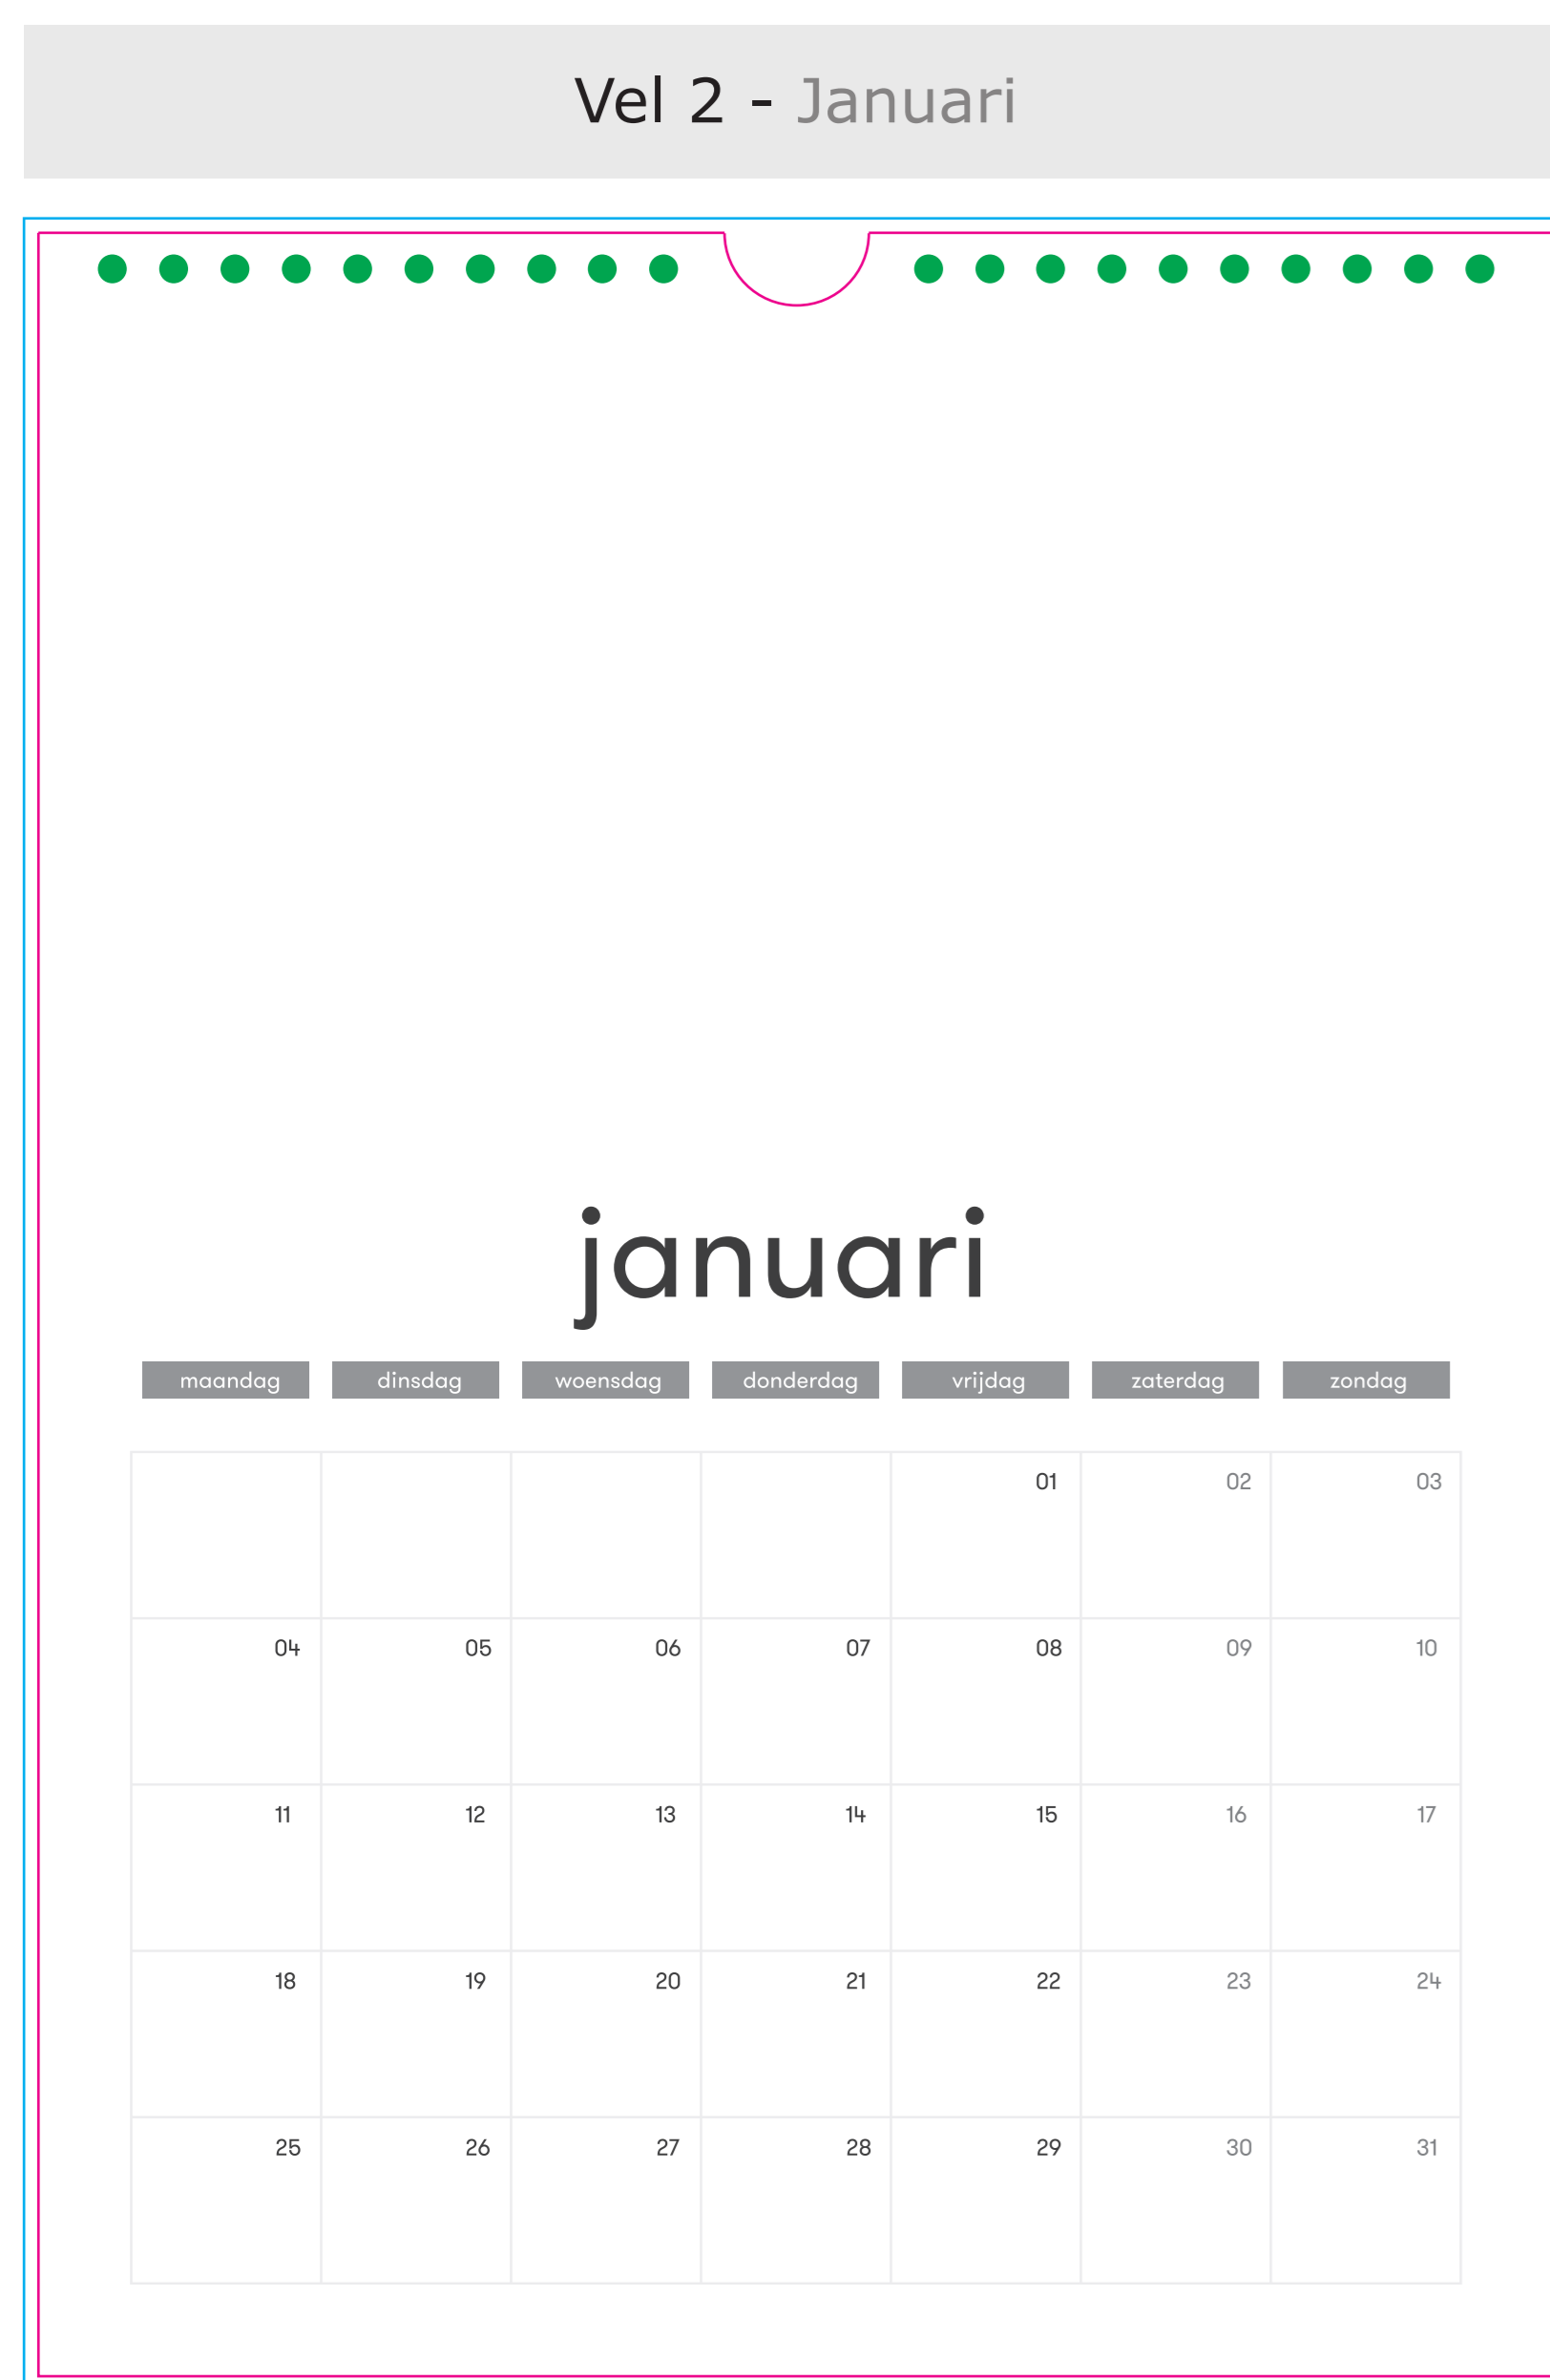 Vel 2 - Januari
januari
maandag dinsdag woensdag donderdag vrijdag zaterdag zondag
01 02 03
04 05 06 07 08 09 10
11 12 13 14 15 16 17
18 19 20 21 22 23 24
25 26 27 28 29 30 31